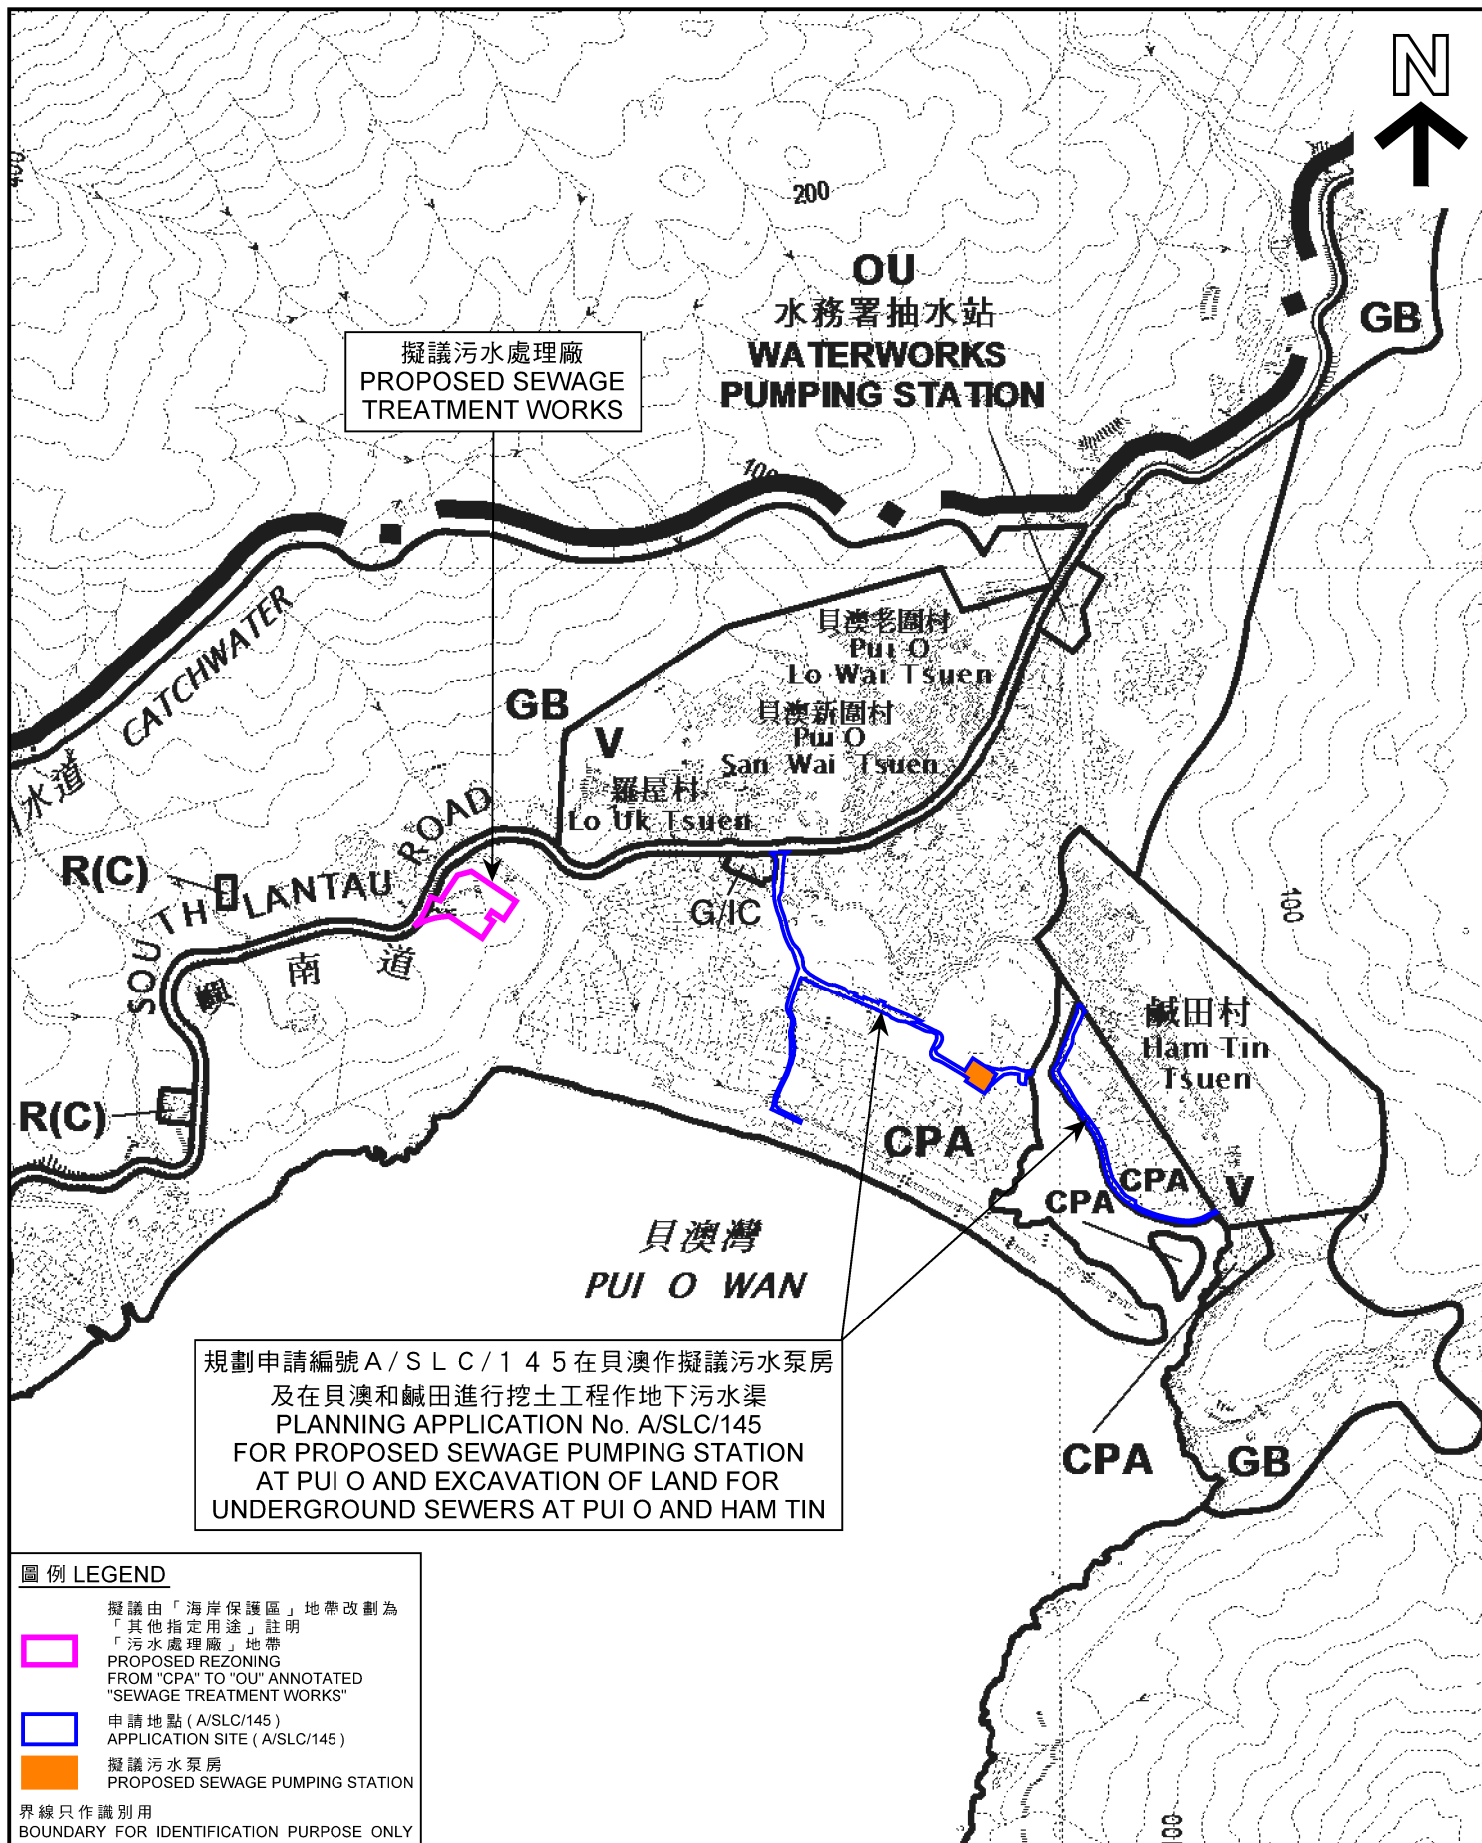 N
400
200
OU
水務署抽水站
WATERWORKS
PUMPING STATION
GB
擬議污水處理廠
PROPOSED SEWAGE
TREATMENT WORKS
100
CATCHWATER
水道
貝澳老圍村
Pui O
Lo Wai Tsuen
GB
V
貝澳新圍村
Pui O
San Wai Tsuen
羅屋村
Lo Uk Tsuen
R(C)
SOUTH LANTAU ROAD
嶼南道
G/IC
100
R(C)
鹹田村
Ham Tin
Tsuen
CPA
CPA
CPA
V
貝澳灣
PUI O WAN
規劃申請編號A/SLC/145在貝澳作擬議污水泵房
及在貝澳和鹹田進行挖土工程作地下污水渠
PLANNING APPLICATION No. A/SLC/145
FOR PROPOSED SEWAGE PUMPING STATION
AT PUI O AND EXCAVATION OF LAND FOR
UNDERGROUND SEWERS AT PUI O AND HAM TIN
CPA
GB
圖例 LEGEND
擬議由「海岸保護區」地帶改劃為
「其他指定用途」註明
「污水處理廠」地帶
PROPOSED REZONING
FROM "CPA" TO "OU" ANNOTATED
"SEWAGE TREATMENT WORKS"
申請地點 ( A/SLC/145 )
APPLICATION SITE ( A/SLC/145 )
擬議污水泵房
PROPOSED SEWAGE PUMPING STATION
界線只作識別用
BOUNDARY FOR IDENTIFICATION PURPOSE ONLY